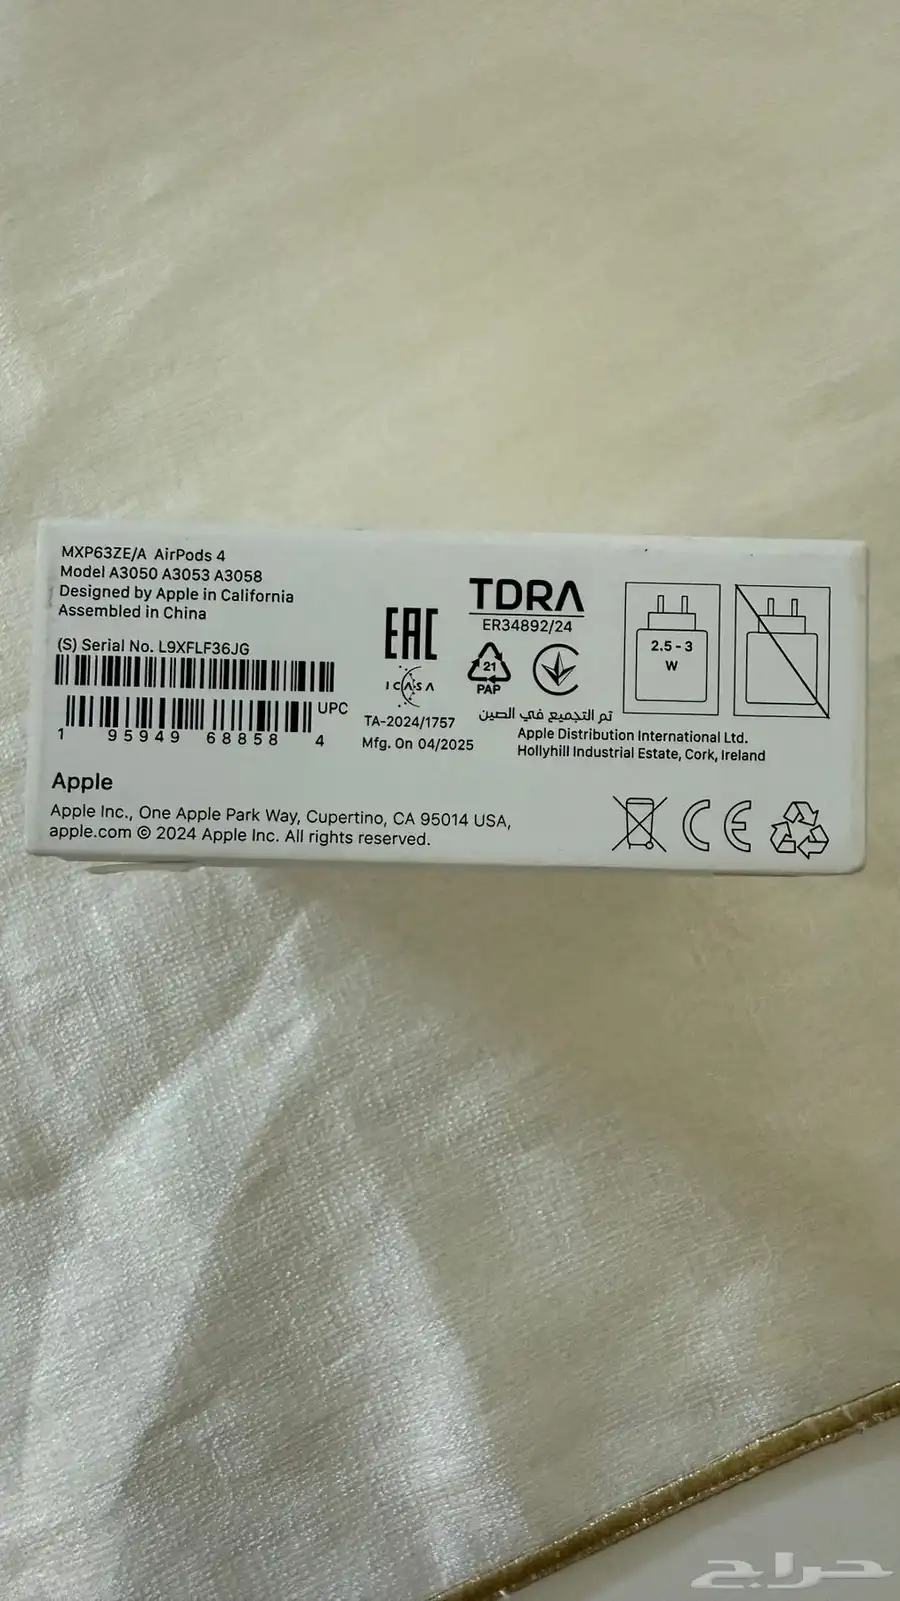 MXP63ZE/A AirPods 4
Model A3050 A3053 A3058
Designed by Apple in California
Assembled in China
(S) Serial No. L9XFLF36JG
UPC
1 95949 68858 4
EAC
ICASA
TA-2024/1757
Mfg. On 04/2025
TDRA
ER34892/24
21
PAP
تم التجميع في الصين
Apple Distribution International Ltd.
Hollyhill Industrial Estate, Cork, Ireland
2.5 - 3
W
Apple
Apple Inc., One Apple Park Way, Cupertino, CA 95014 USA,
apple.com © 2024 Apple Inc. All rights reserved.
CE
حراج